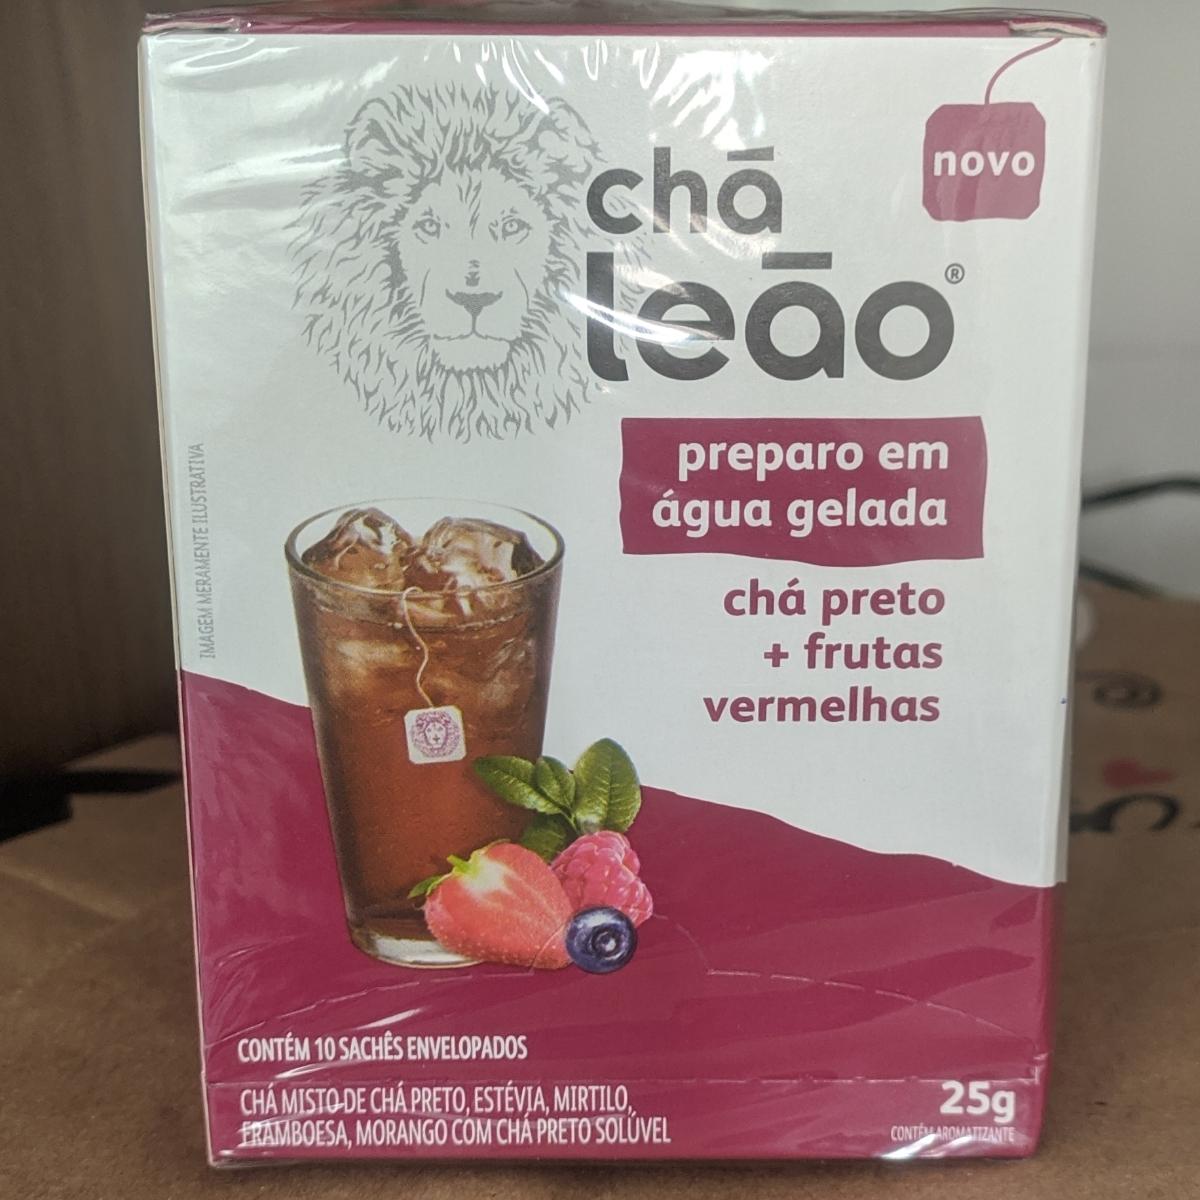 chá
leão®
novo
preparo em
água gelada
chá preto
+ frutas
vermelhas
IMAGEM MERAMENTE ILUSTRATIVA
CONTÉM 10 SACHÊS ENVELOPADOS
CHÁ MISTO DE CHÁ PRETO, ESTÉVIA, MIRTILO,
FRAMBOESA, MORANGO COM CHÁ PRETO SOLÚVEL
25g
CONTÉM AROMATIZANTE